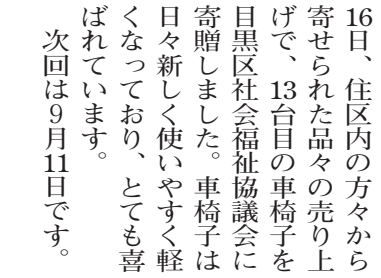 16日、住区内の方々から
寄せられた品々の売り上
げで、13台目の車椅子を
目黒区社会福祉協議会に
寄贈しました。車椅子は
日々新しく使いやすく軽
くなっており、とても喜
ばれています。
次回は９月11日です。